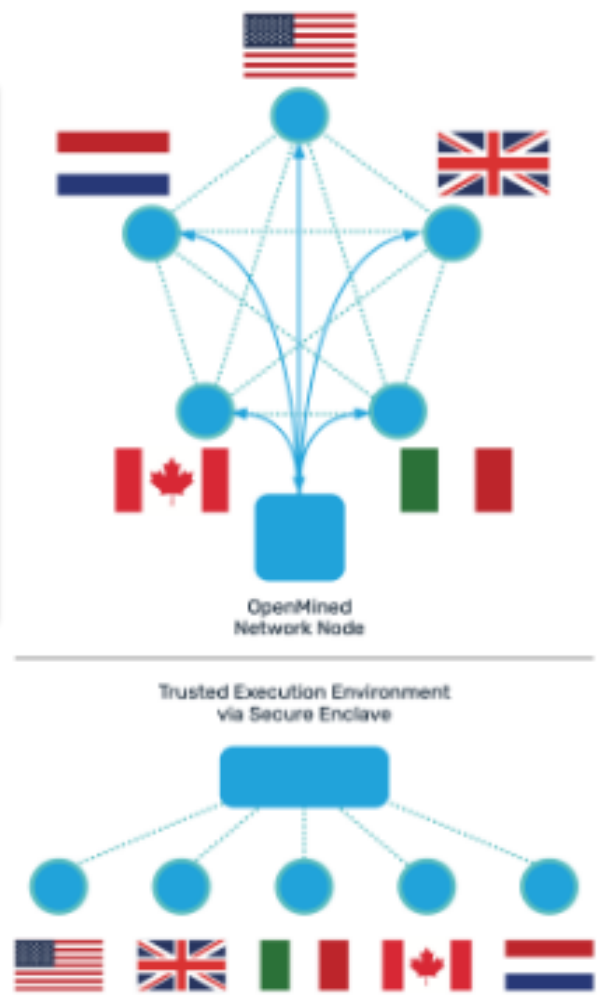 OpenMined
Network Node
Trusted Execution Environment
via Secure Enclave